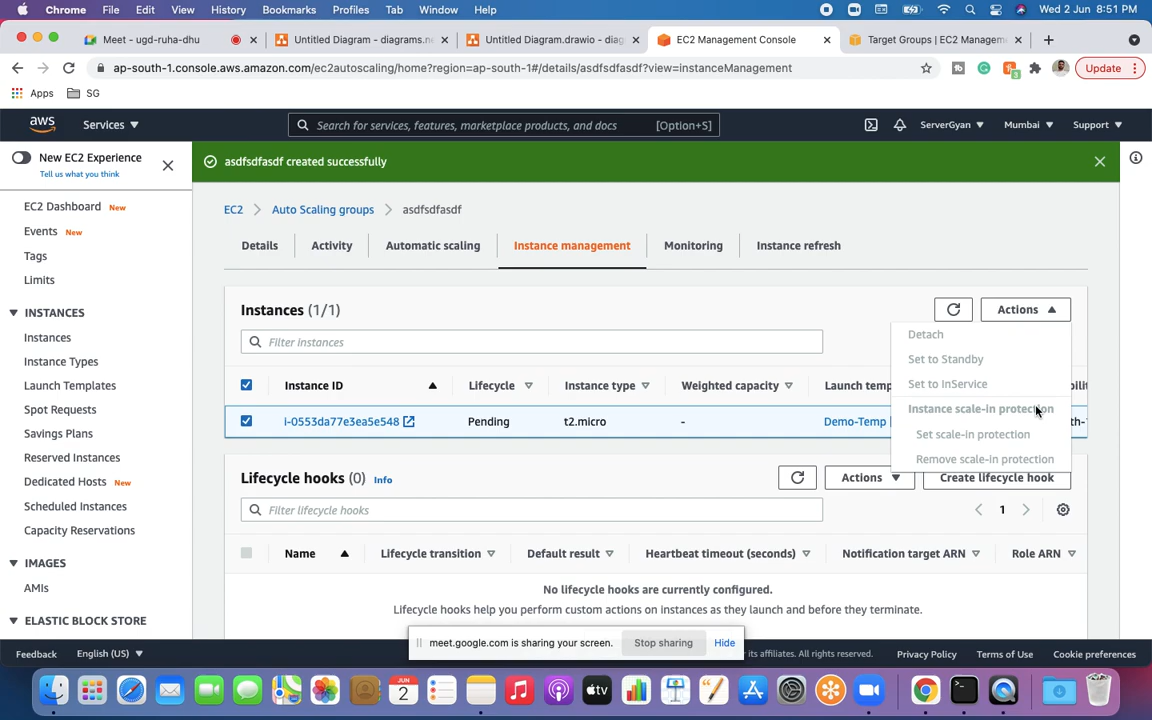 Chrome File Edit View History Bookmarks Profiles Tab Window Help Wed 2 Jun 8:51 PM
Meet - ugd-ruha-dhu Untitled Diagram - diagrams.ne Untitled Diagram.drawio - diag EC2 Management Console Target Groups | EC2 Managem
ap-south-1.console.aws.amazon.com/ec2autoscaling/home?region=ap-south-1#/details/asdfsdfasdf?view=instanceManagement Update
Apps SG
aws Services Search for services, features, marketplace products, and docs [Option+S] ServerGyan Mumbai Support
New EC2 Experience
Tell us what you think
asdfsdfasdf created successfully
EC2 Dashboard New
Events New
Tags
Limits
INSTANCES
Instances
Instance Types
Launch Templates
Spot Requests
Savings Plans
Reserved Instances
Dedicated Hosts New
Scheduled Instances
Capacity Reservations
IMAGES
AMIs
ELASTIC BLOCK STORE
EC2 > Auto Scaling groups > asdfsdfasdf
Details Activity Automatic scaling Instance management Monitoring Instance refresh
Instances (1/1) Actions
Filter instances
Detach
Set to Standby
Set to InService
Instance scale-in protection
Set scale-in protection
Remove scale-in protection
Instance ID Lifecycle Instance type Weighted capacity Launch temp
i-0553da77e3ea5e548 Pending t2.micro - Demo-Temp
Lifecycle hooks (0) Info Actions Create lifecycle hook
Filter lifecycle hooks 1
Name Lifecycle transition Default result Heartbeat timeout (seconds) Notification target ARN Role ARN
No lifecycle hooks are currently configured.
Lifecycle hooks help you perform custom actions on instances as they launch and before they terminate.
meet.google.com is sharing your screen. Stop sharing Hide
Feedback English (US) its affiliates. All rights reserved. Privacy Policy Terms of Use Cookie preferences
JUN
2
tv